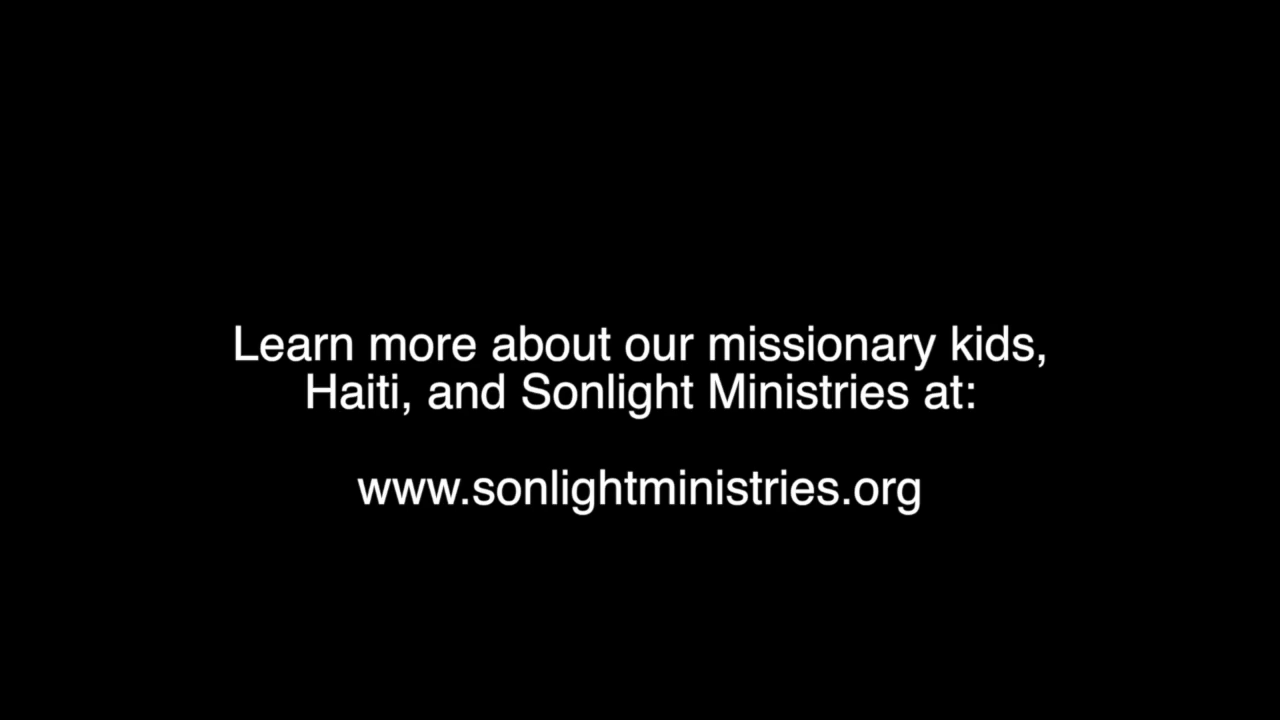 Learn more about our missionary kids,
Haiti, and Sonlight Ministries at:
www.sonlightministries.org